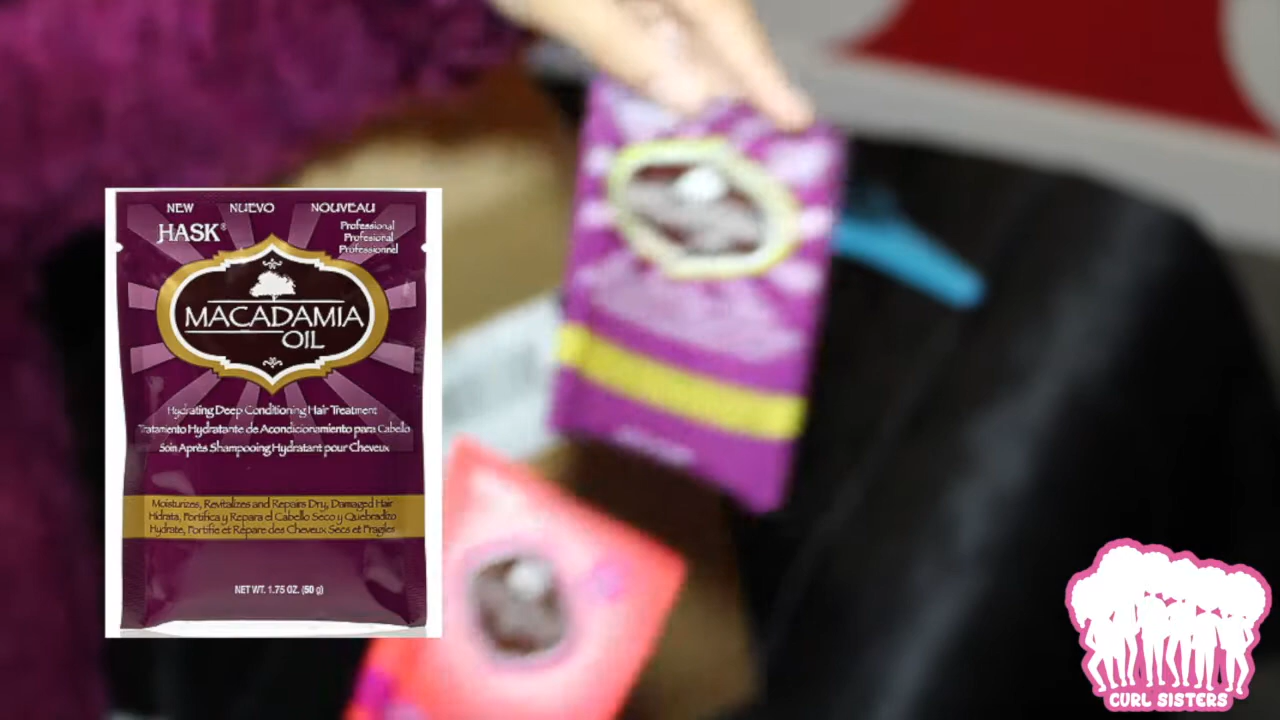 NEW NUEVO NOUVEAU
HASK®
Professional
Profesional
Professionnel
MACADAMIA
OIL
Hydrating Deep Conditioning Hair Treatment
Tratamiento Hydratante de Acondicionamiento para Cabello
Soin Après Shampooing Hydratant pour Cheveux
Moisturizes, Revitalizes and Repairs Dry, Damaged Hair
Hidrata, Fortifica y Repara el Cabello Seco y Quebradizo
Hydrate, Fortifie et Répare des Cheveux Secs et Fragiles
NET WT. 1.75 OZ. (50 g)
CURL SISTERS